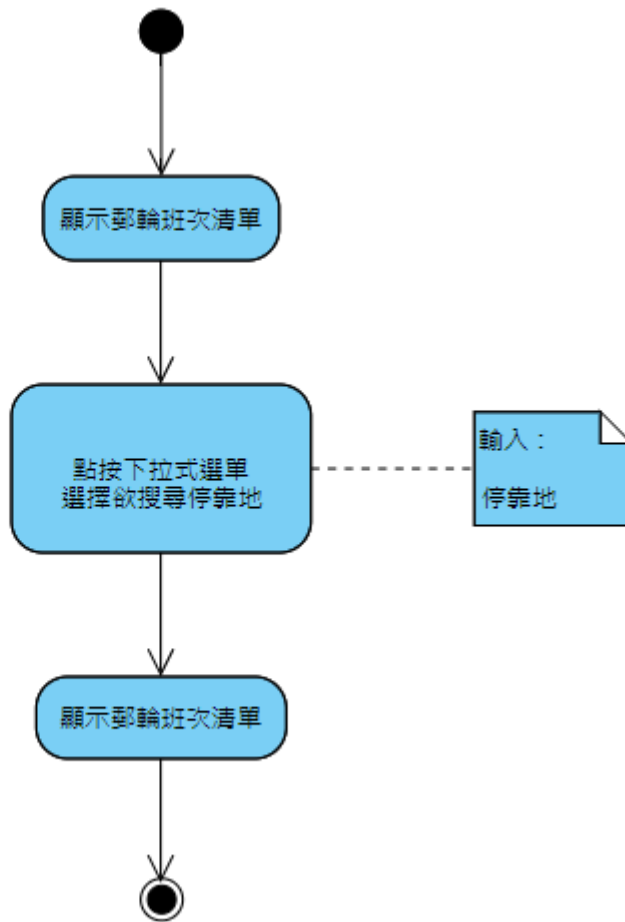 顯示郵輪班次清單
點按下拉式選單
選擇欲搜尋停靠地
輸入：
停靠地
顯示郵輪班次清單